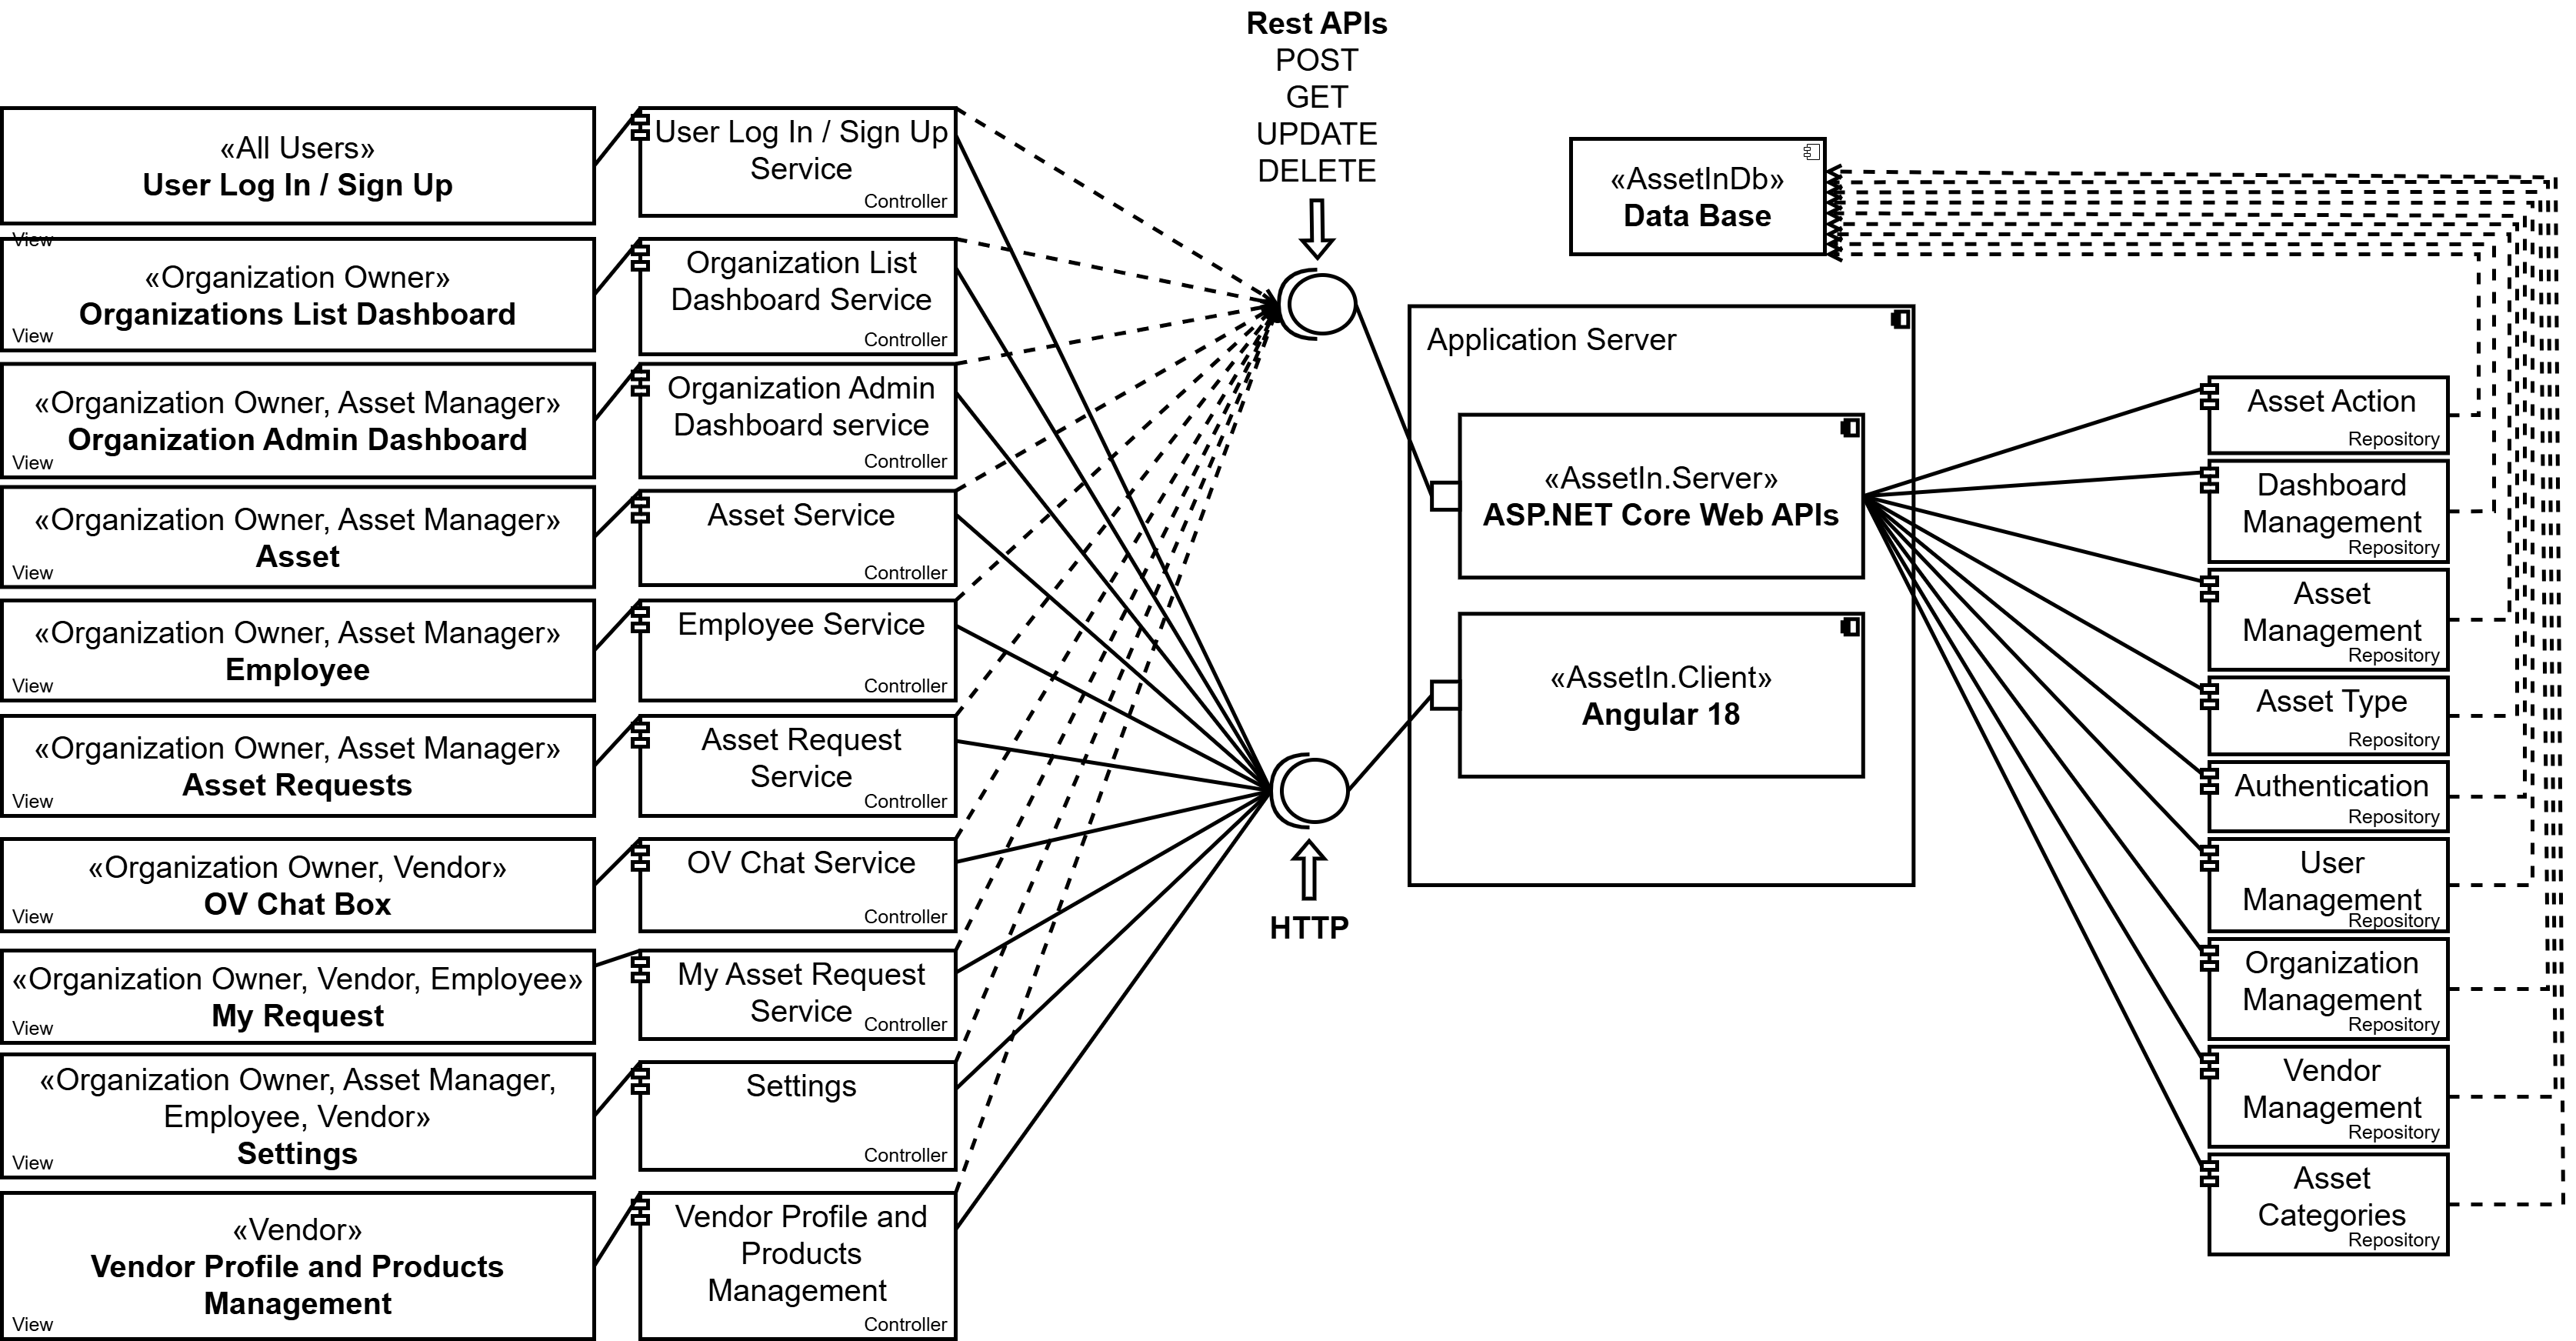 Rest APIs
POST
GET
UPDATE
DELETE
«All Users»
User Log In / Sign Up
View
«Organization Owner»
Organizations List Dashboard
View
«Organization Owner, Asset Manager»
Organization Admin Dashboard
View
«Organization Owner, Asset Manager»
Asset
View
«Organization Owner, Asset Manager»
Employee
View
«Organization Owner, Asset Manager»
Asset Requests
View
«Organization Owner, Vendor»
OV Chat Box
View
«Organization Owner, Vendor, Employee»
My Request
View
«Organization Owner, Asset Manager,
Employee, Vendor»
Settings
View
«Vendor»
Vendor Profile and Products
Management
View
User Log In / Sign Up
Service
Controller
Organization List
Dashboard Service
Controller
Organization Admin
Dashboard service
Controller
Asset Service
Controller
Employee Service
Controller
Asset Request
Service
Controller
OV Chat Service
Controller
My Asset Request
Service
Controller
Settings
Controller
Vendor Profile and
Products
Management
Controller
HTTP
«AssetInDb»
Data Base
Application Server
«AssetIn.Server»
ASP.NET Core Web APIs
«AssetIn.Client»
Angular 18
Asset Action
Repository
Dashboard
Management
Repository
Asset
Management
Repository
Asset Type
Repository
Authentication
Repository
User
Management
Repository
Organization
Management
Repository
Vendor
Management
Repository
Asset
Categories
Repository